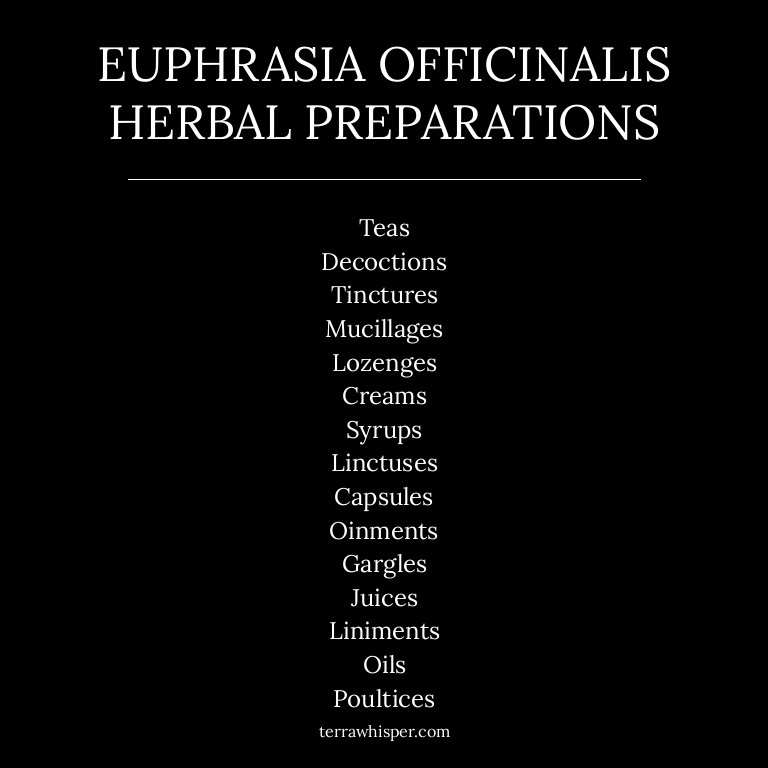 EUPHRASIA OFFICINALIS
HERBAL PREPARATIONS
Teas
Decoctions
Tinctures
Mucillages
Lozenges
Creams
Syrups
Linctuses
Capsules
Oinments
Gargles
Juices
Liniments
Oils
Poultices
terrawhisper.com